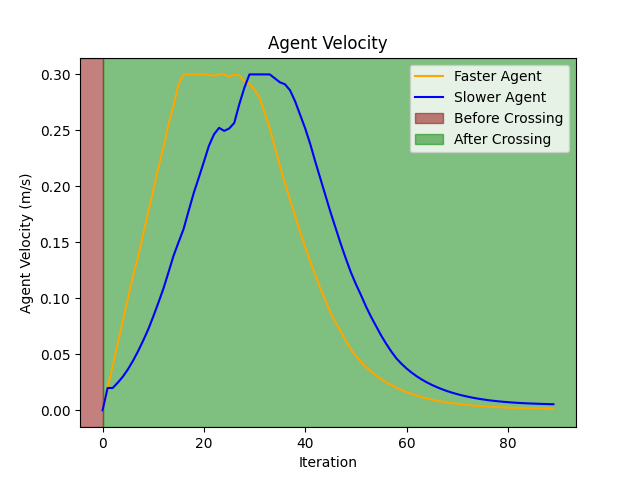 Agent Velocity
Faster Agent
Slower Agent
Before Crossing
After Crossing
Agent Velocity (m/s)
0.30
0.25
0.20
0.15
0.10
0.05
0.00
0 20 40 60 80
Iteration